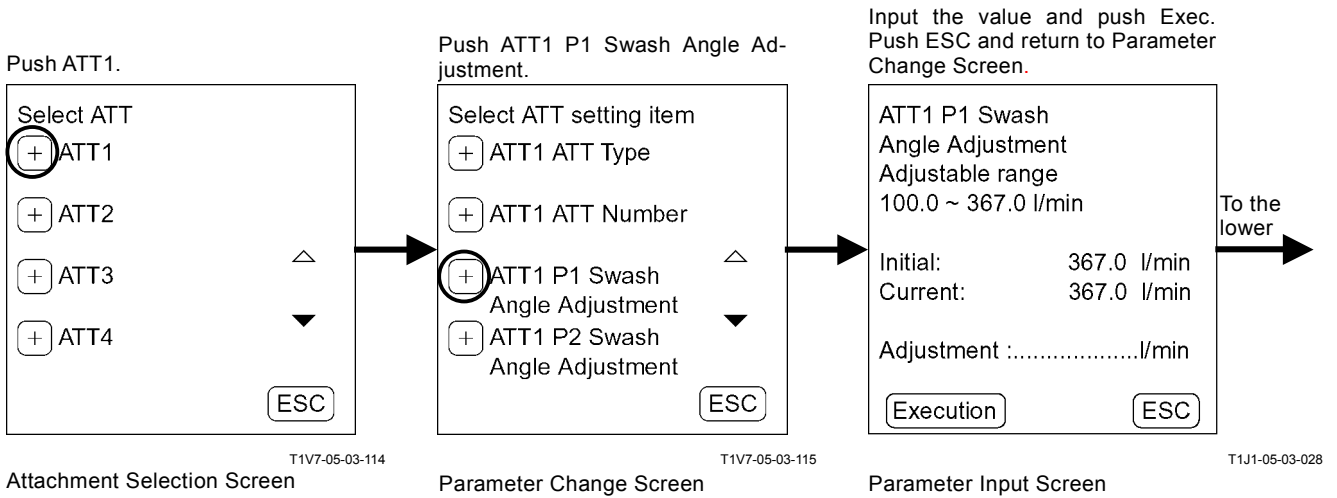 Push ATT1.
Select ATT
+ ATT1
+ ATT2
+ ATT3
+ ATT4
ESC
T1V7-05-03-114
Attachment Selection Screen
Push ATT1 P1 Swash Angle Ad-
justment.
Select ATT setting item
+ ATT1 ATT Type
+ ATT1 ATT Number
+ ATT1 P1 Swash
Angle Adjustment
+ ATT1 P2 Swash
Angle Adjustment
ESC
T1V7-05-03-115
Parameter Change Screen
Input the value and push Exec.
Push ESC and return to Parameter
Change Screen.
ATT1 P1 Swash
Angle Adjustment
Adjustable range
100.0 ~ 367.0 l/min
Initial: 367.0 l/min
Current: 367.0 l/min
Adjustment :...................l/min
Execution ESC
T1J1-05-03-028
Parameter Input Screen
To the
lower